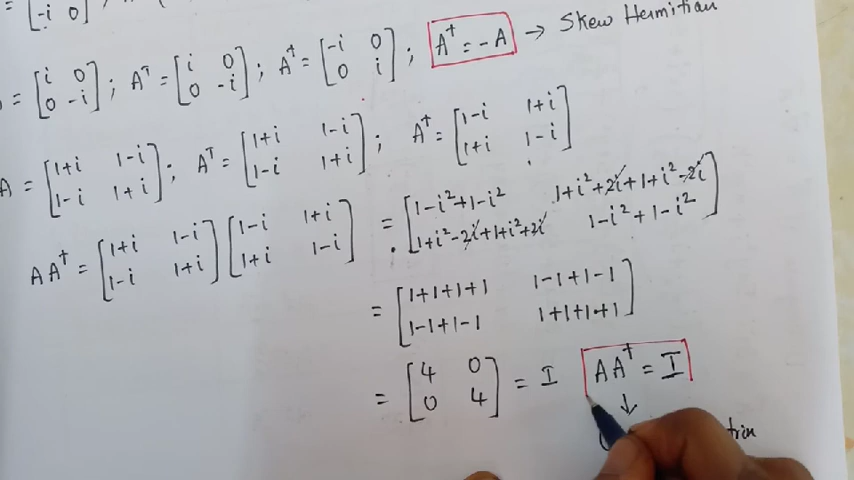 = [-i 0]
= [i 0; 0 -i] ; Aᵀ = [i 0; 0 -i] ; A† = [-i 0; 0 i] ; A† = -A → Skew Hermitian
A = [1+i 1-i; 1-i 1+i] ; Aᵀ = [1+i 1-i; 1-i 1+i] ; A† = [1-i 1+i; 1+i 1-i]
AA† = [1+i 1-i; 1-i 1+i] [1-i 1+i; 1+i 1-i] = [1-i²+1-i² 1+i²+2i+1+i²-2i; 1+i²-2i+1+i²+2i 1-i²+1-i²]
= [1+1+1+1 1-1+1-1; 1-1+1-1 1+1+1+1]
= [4 0; 0 4] = I AA† = I
↓